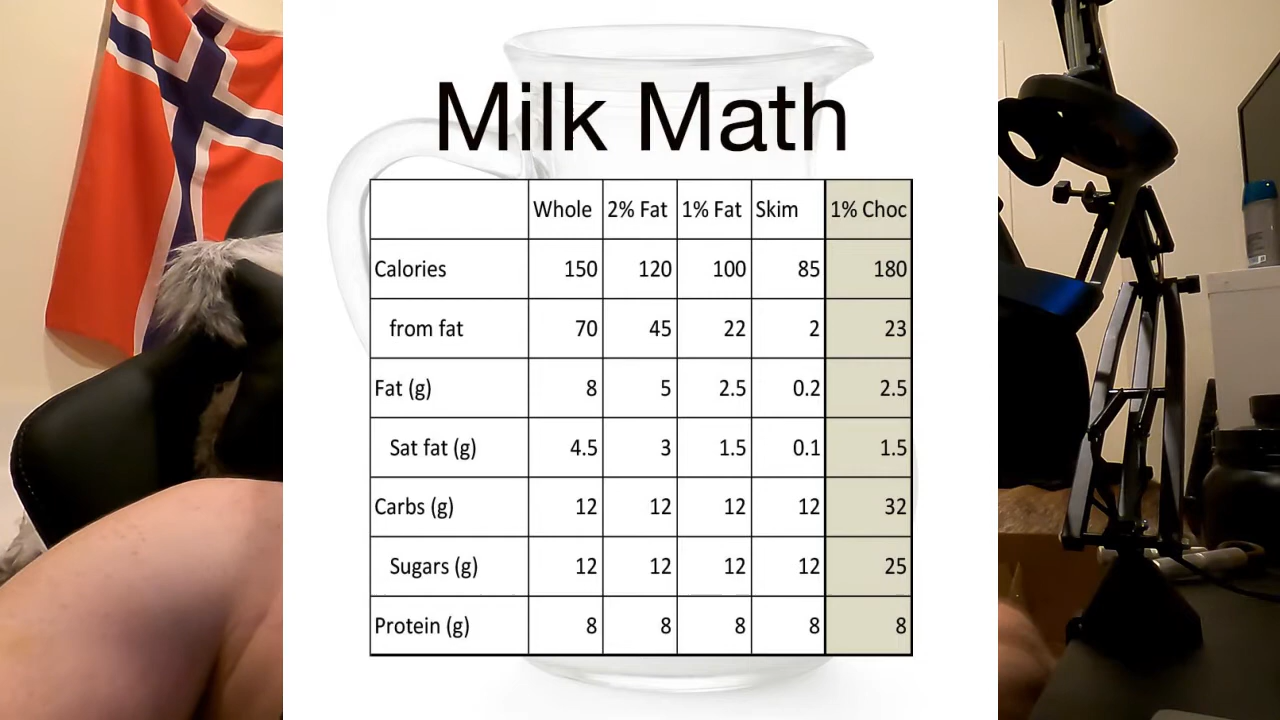 Milk Math
Whole 2% Fat 1% Fat Skim 1% Choc
Calories 150 120 100 85 180
from fat 70 45 22 2 23
Fat (g) 8 5 2.5 0.2 2.5
Sat fat (g) 4.5 3 1.5 0.1 1.5
Carbs (g) 12 12 12 12 32
Sugars (g) 12 12 12 12 25
Protein (g) 8 8 8 8 8